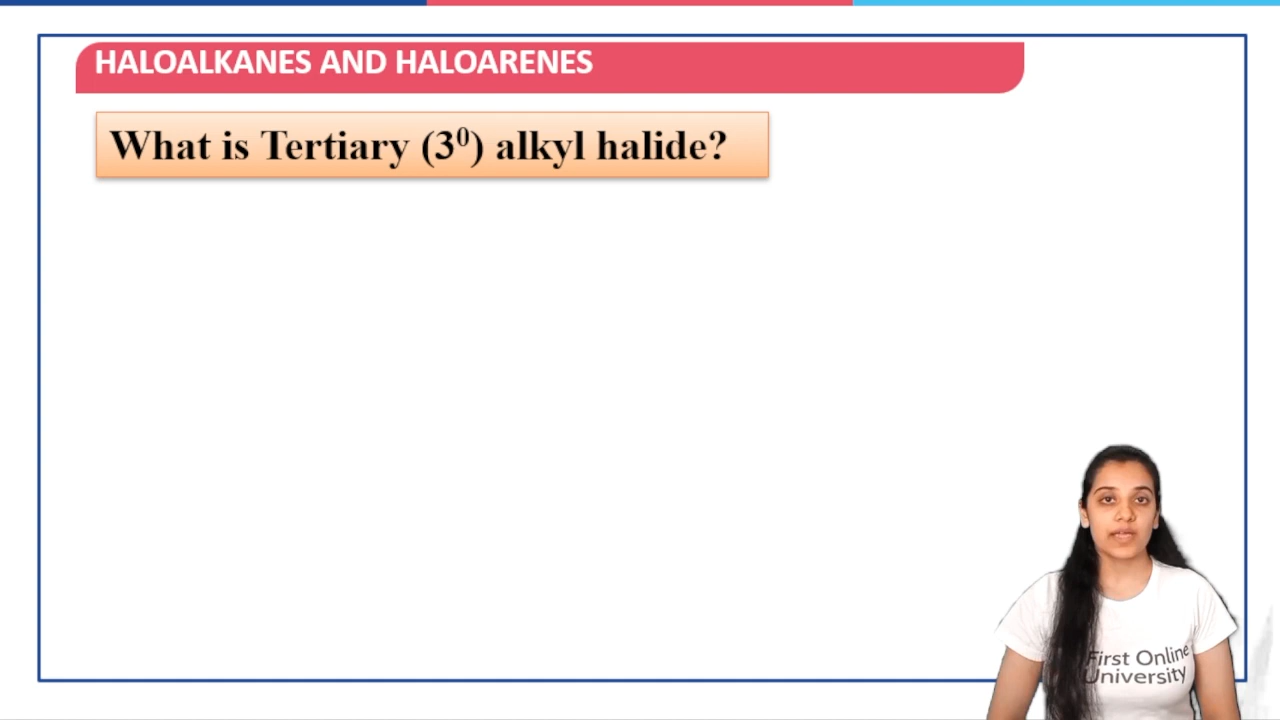 HALOALKANES AND HALOARENES
What is Tertiary (3⁰) alkyl halide?
First Online
University